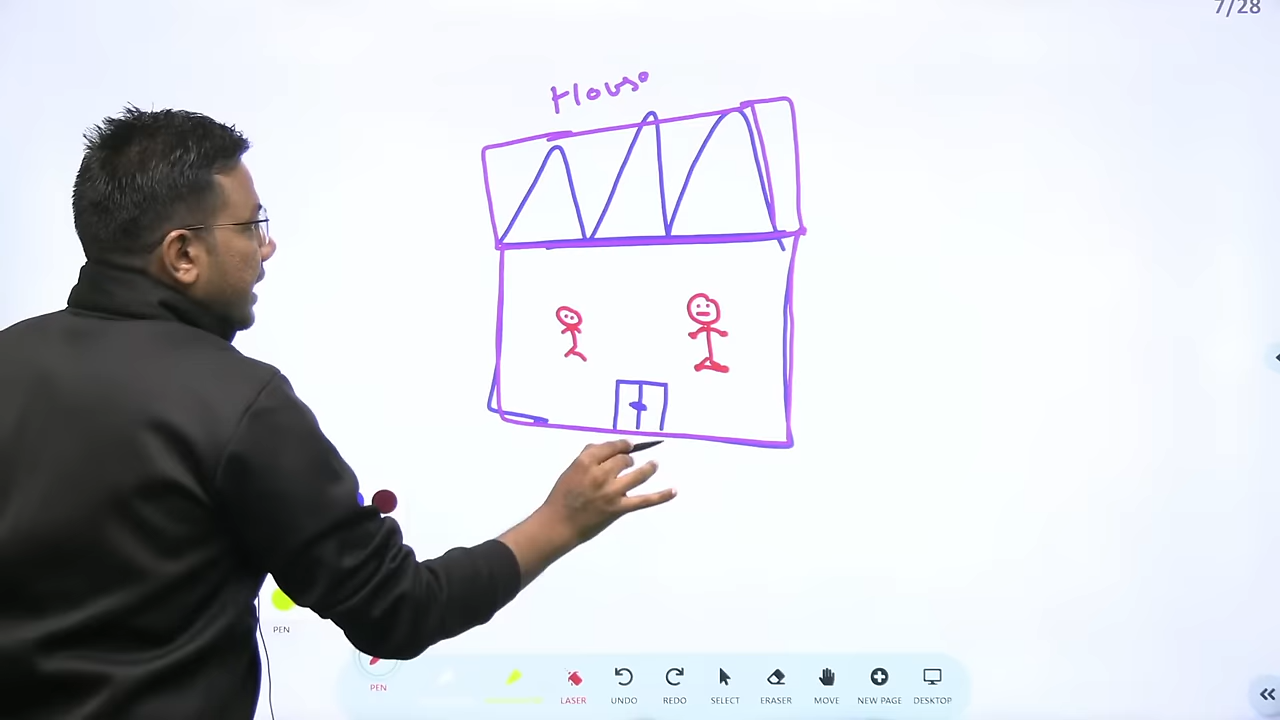 7/28
House
PEN
PEN
LASER
UNDO
REDO
SELECT
ERASER
MOVE
NEW PAGE
DESKTOP